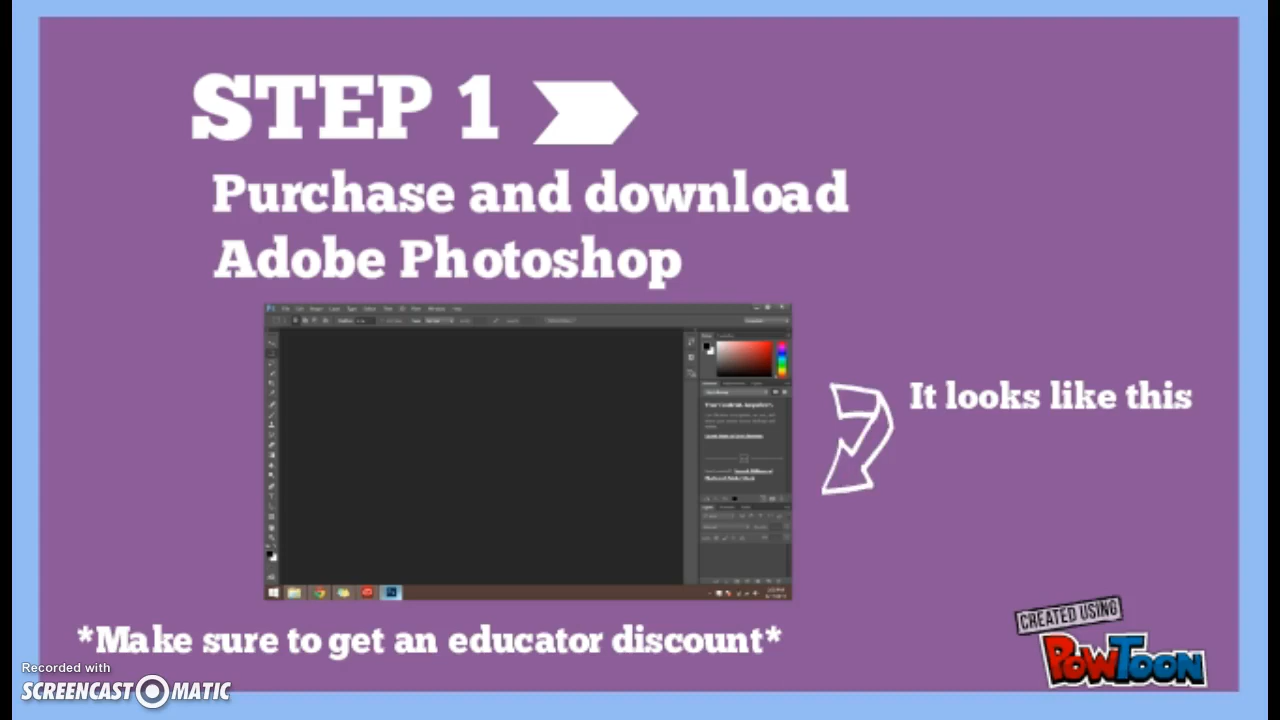 STEP 1
Purchase and download
Adobe Photoshop
It looks like this
*Make sure to get an educator discount*
CREATED USING
POWTOON
Recorded with
SCREENCAST MATIC